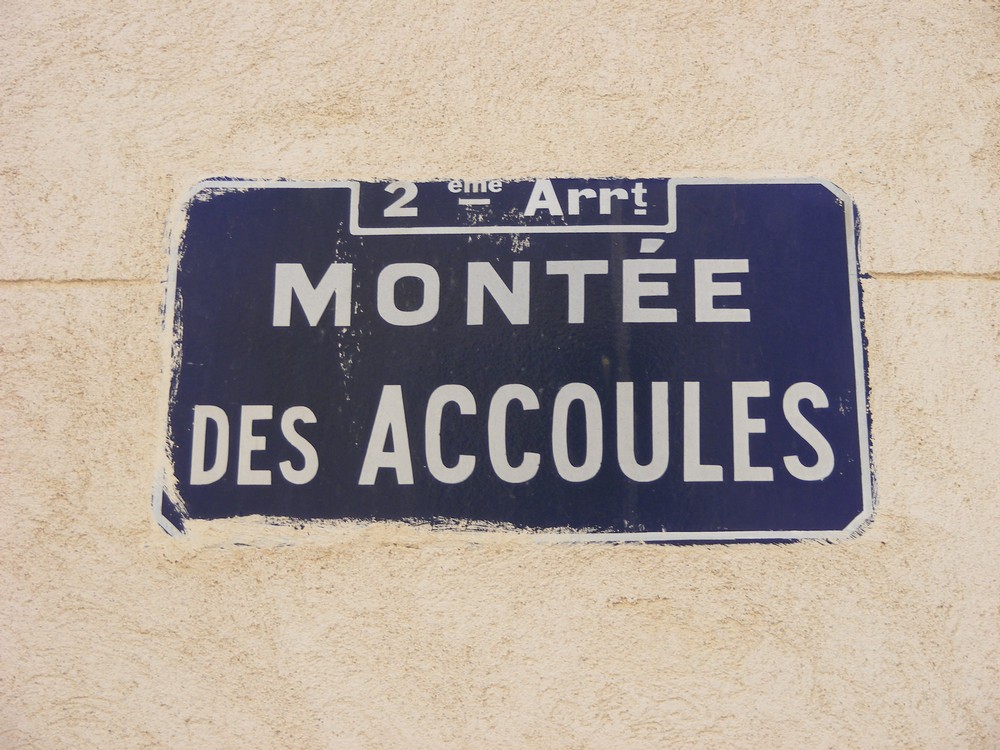 2 ème Arrt
MONTÉE
DES ACCOULES